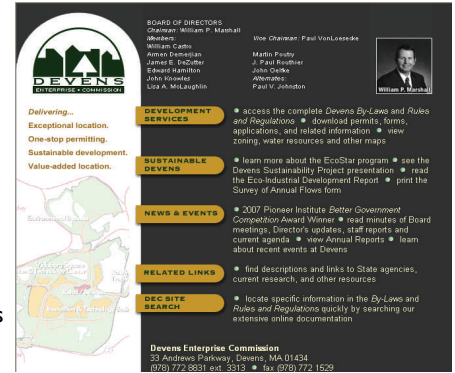 DEVENS
ENTERPRISE • COMMISSION
Delivering...
Exceptional location.
One-stop permitting.
Sustainable development.
Value-added location.
BOARD OF DIRECTORS
Chairman: William P. Marshall
Members:
William Castro
Armen Demerjian
James E. DeZutter
Edward Hamilton
John Knowles
Lisa A. McLaughlin
Vice Chairman: Paul VonLoesecke
Martin Poutry
J. Paul Routhier
John Oelfke
Alternates:
Paul V. Johnston
William P. Marshall
DEVELOPMENT
SERVICES
• access the complete Devens By-Laws and Rules
and Regulations • download permits, forms,
applications, and related information • view
zoning, water resources and other maps
SUSTAINABLE
DEVENS
• learn more about the EcoStar program • see the
Devens Sustainability Project presentation • read
the Eco-Industrial Development Report • print the
Survey of Annual Flows form
NEWS & EVENTS
• 2007 Pioneer Institute Better Government
Competition Award Winner • read minutes of Board
meetings, Director's updates, staff reports and
current agenda • view Annual Reports • learn
about recent events at Devens
RELATED LINKS
• find descriptions and links to State agencies,
current research, and other resources
DEC SITE
SEARCH
• locate specific information in the By-Laws and
Rules and Regulations quickly by searching our
extensive online documentation
Devens Enterprise Commission
33 Andrews Parkway, Devens, MA 01434
(978) 772 8831 ext. 3313 • fax (978) 772 1529
s